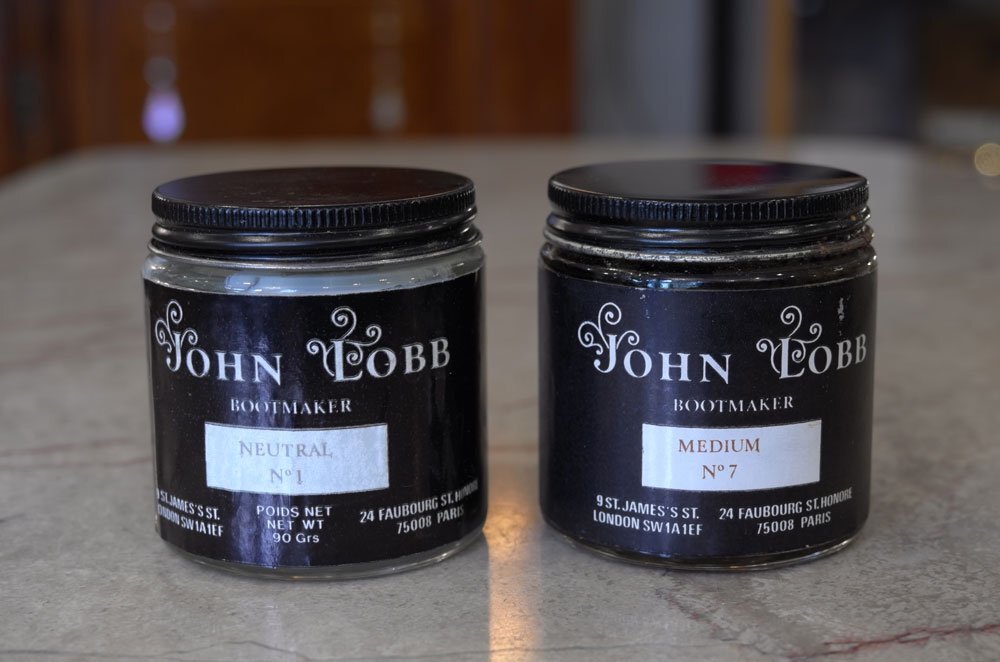 JOHN LOBB
BOOTMAKER
NEUTRAL
Nº1
9 ST. JAMES'S ST.
LONDON SW1A1EF
POIDS NET
NET WT
90 Grs
24 FAUBOURG ST. HONORE
75008 PARIS
JOHN LOBB
BOOTMAKER
MEDIUM
Nº7
9 ST. JAMES'S ST.
LONDON SW1A1EF
24 FAUBOURG ST. HONORE
75008 PARIS